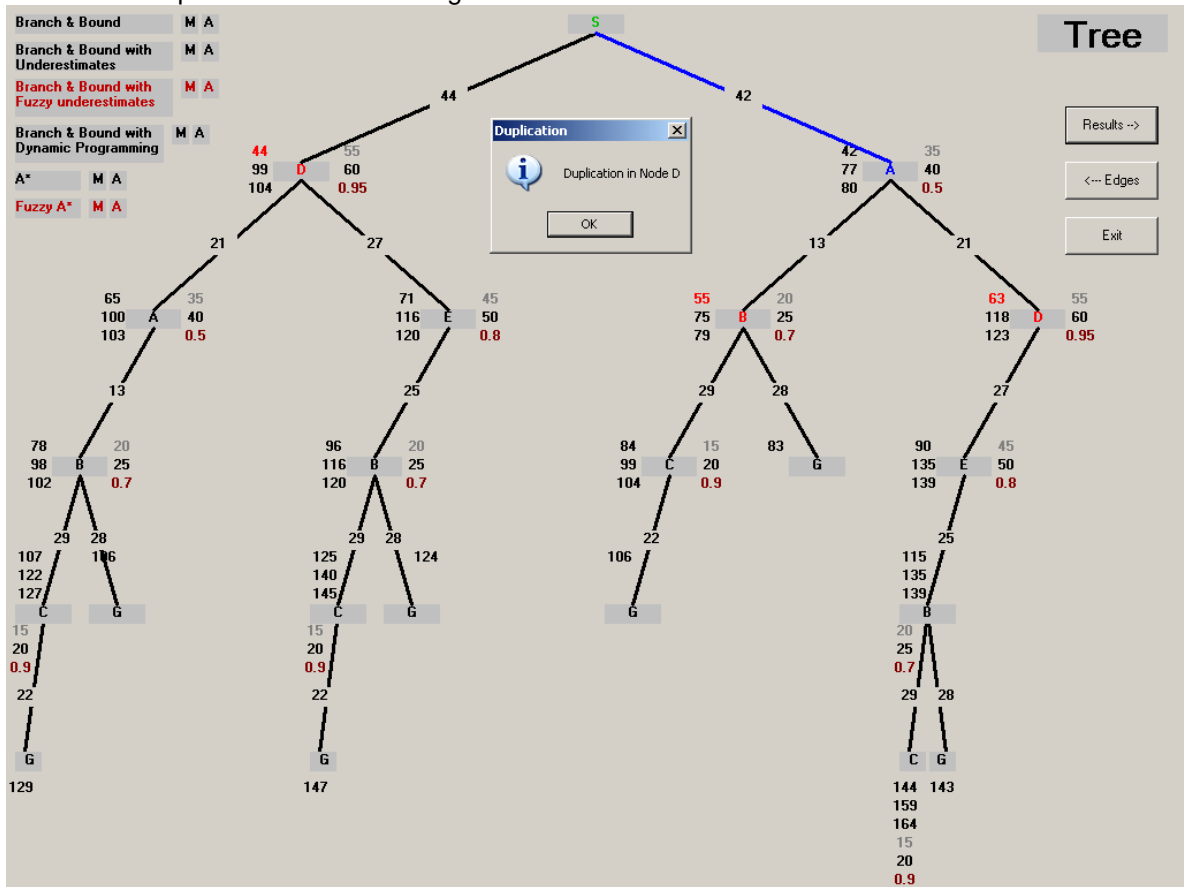 Branch & Bound M A
S
Tree
Branch & Bound with
Underestimates M A
Branch & Bound with
Fuzzy underestimates M A
44
42
Duplication
Results -->
Branch & Bound with
Dynamic Programming M A
44 55
99 D 60
104 0.95
Duplication in Node D
42 35
77 A 40
80 0.5
A* M A
<--- Edges
Fuzzy A* M A
OK
Exit
21 27 13 21
65 35 71 45 55 20 63 55
100 A 40 116 E 50 75 B 25 118 D 60
103 0.5 120 0.8 79 0.7 123 0.95
13 25 29 28 27
78 20 96 20 84 15 83 90 45
98 B 25 116 B 25 99 C 20 G 135 E 50
102 0.7 120 0.7 104 0.9 139 0.8
29 28 29 28 22 25
107 106 125 124 106 115
122 140 135
127 145 139
C G C G G B
15 15 20
20 20 25
0.9 0.9 0.7
22 22 29 28
G G C G
129 147 144 143
159
164
15
20
0.9